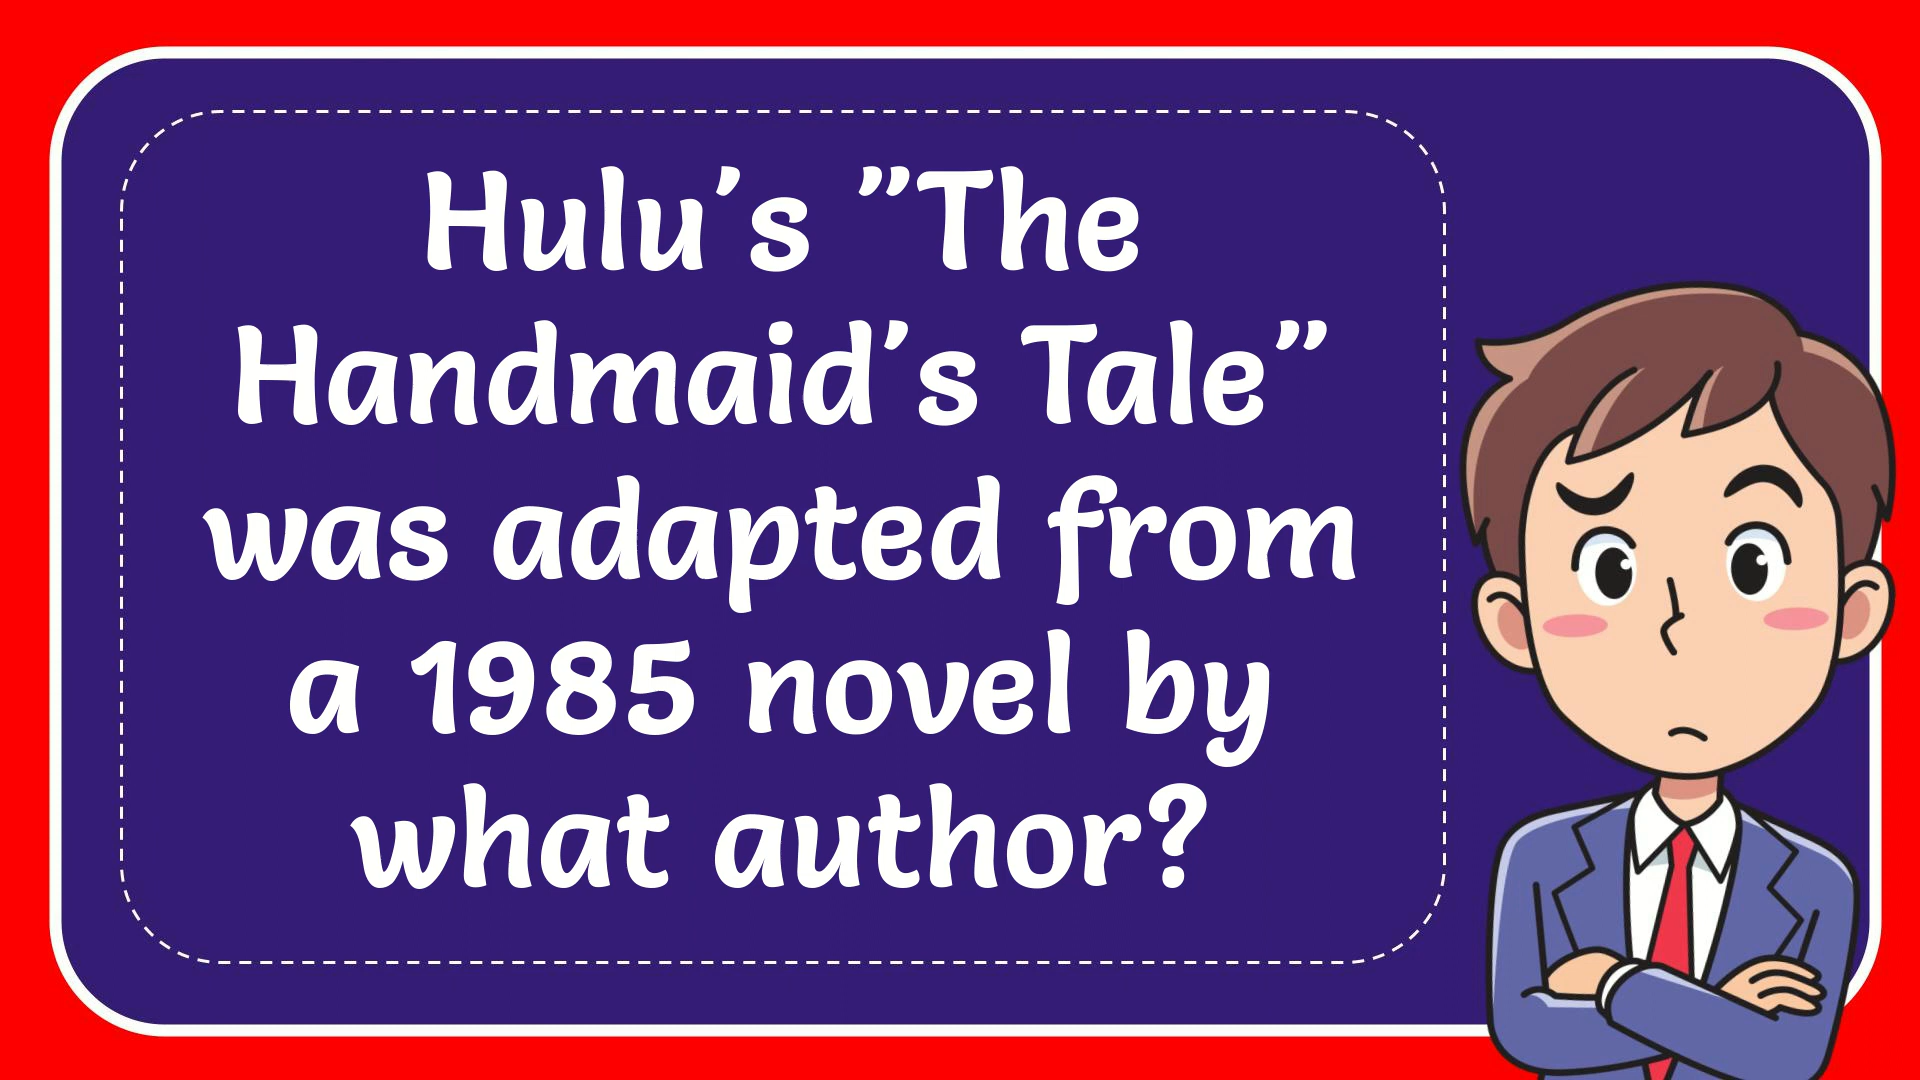 Hulu's "The
Handmaid's Tale"
was adapted from
a 1985 novel by
what author?